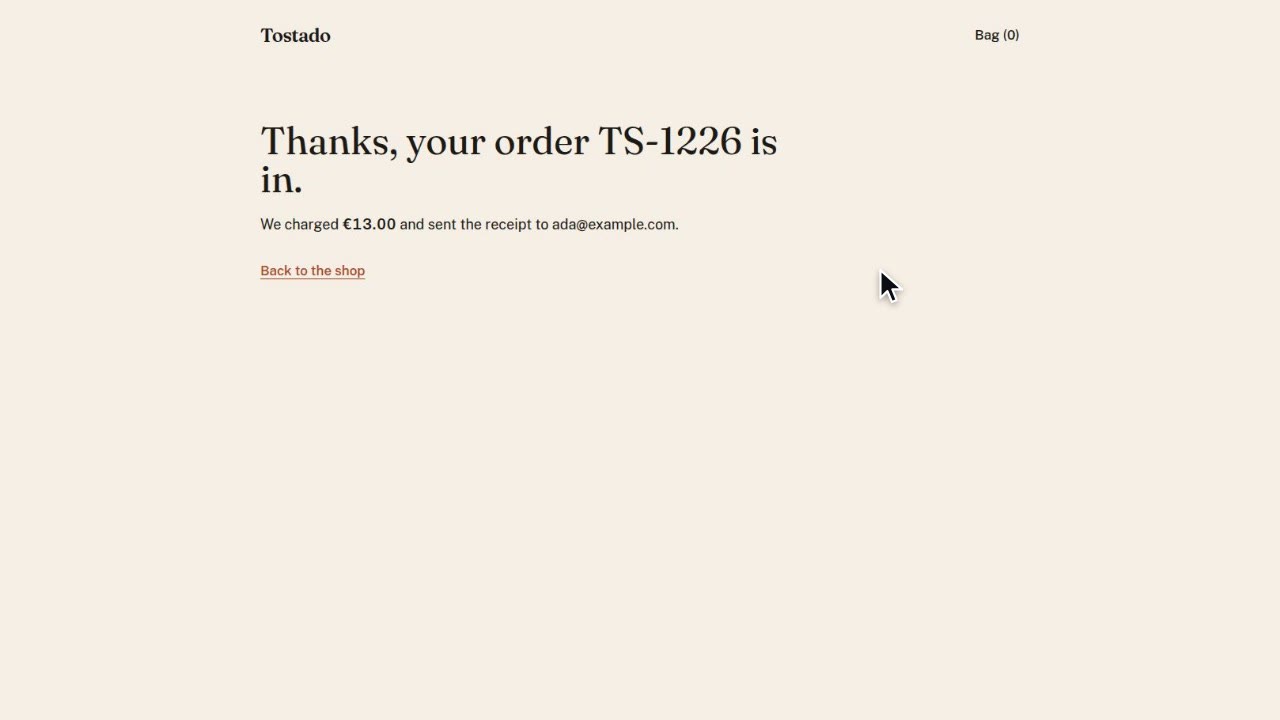 Tostado
Bag (0)
Thanks, your order TS-1226 is
in.
We charged €13.00 and sent the receipt to ada@example.com.
Back to the shop